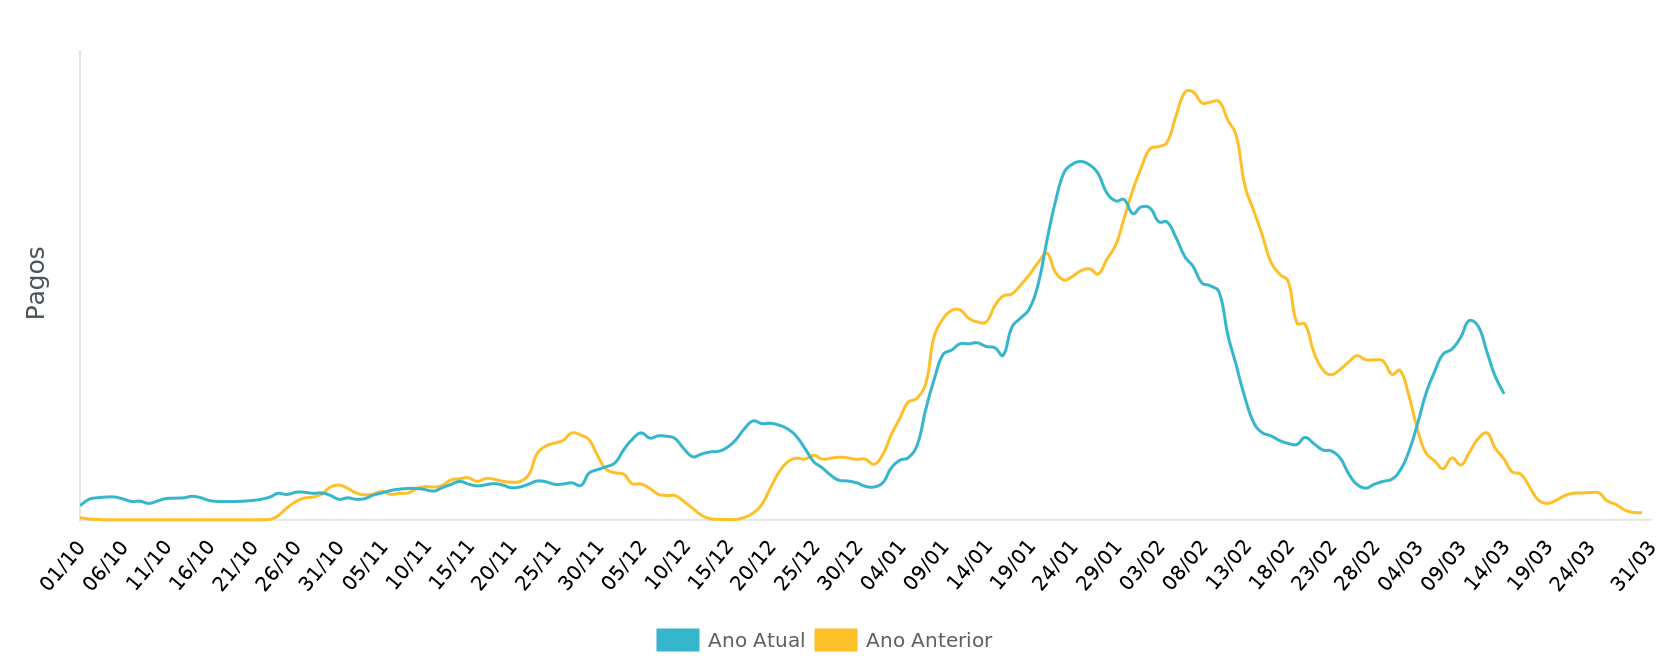 Pagos
01/10 06/10 11/10 16/10 21/10 26/10 31/10 05/11 10/11 15/11 20/11 25/11 30/11 05/12 10/12 15/12 20/12 25/12 30/12 04/01 09/01 14/01 19/01 24/01 29/01 03/02 08/02 13/02 18/02 23/02 28/02 04/03 09/03 14/03 19/03 24/03 31/03
Ano Atual Ano Anterior